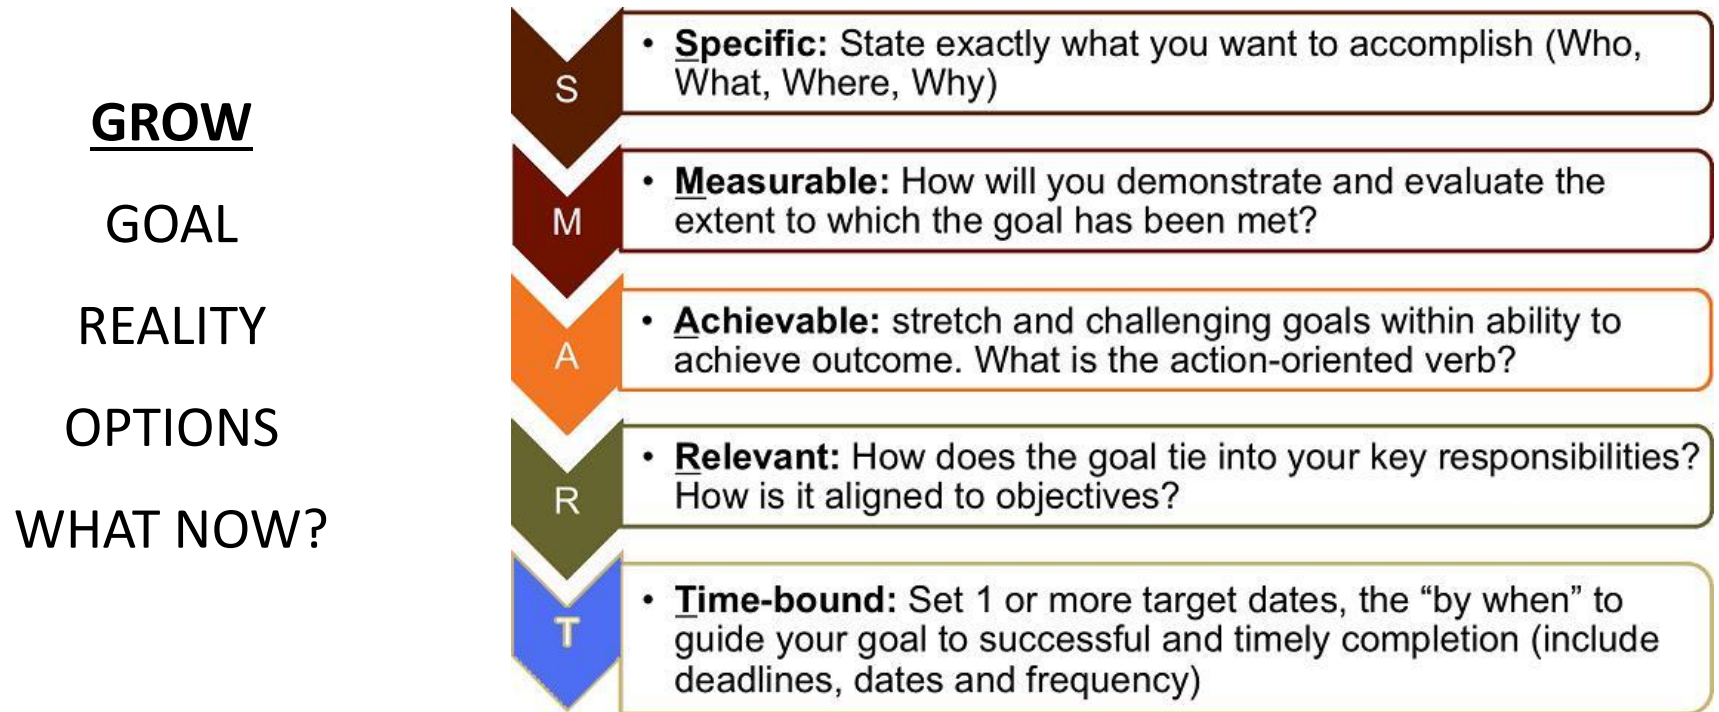 GROW
GOAL
REALITY
OPTIONS
WHAT NOW?
S
• Specific: State exactly what you want to accomplish (Who,
What, Where, Why)
M
• Measurable: How will you demonstrate and evaluate the
extent to which the goal has been met?
A
• Achievable: stretch and challenging goals within ability to
achieve outcome. What is the action-oriented verb?
R
• Relevant: How does the goal tie into your key responsibilities?
How is it aligned to objectives?
T
• Time-bound: Set 1 or more target dates, the “by when” to
guide your goal to successful and timely completion (include
deadlines, dates and frequency)